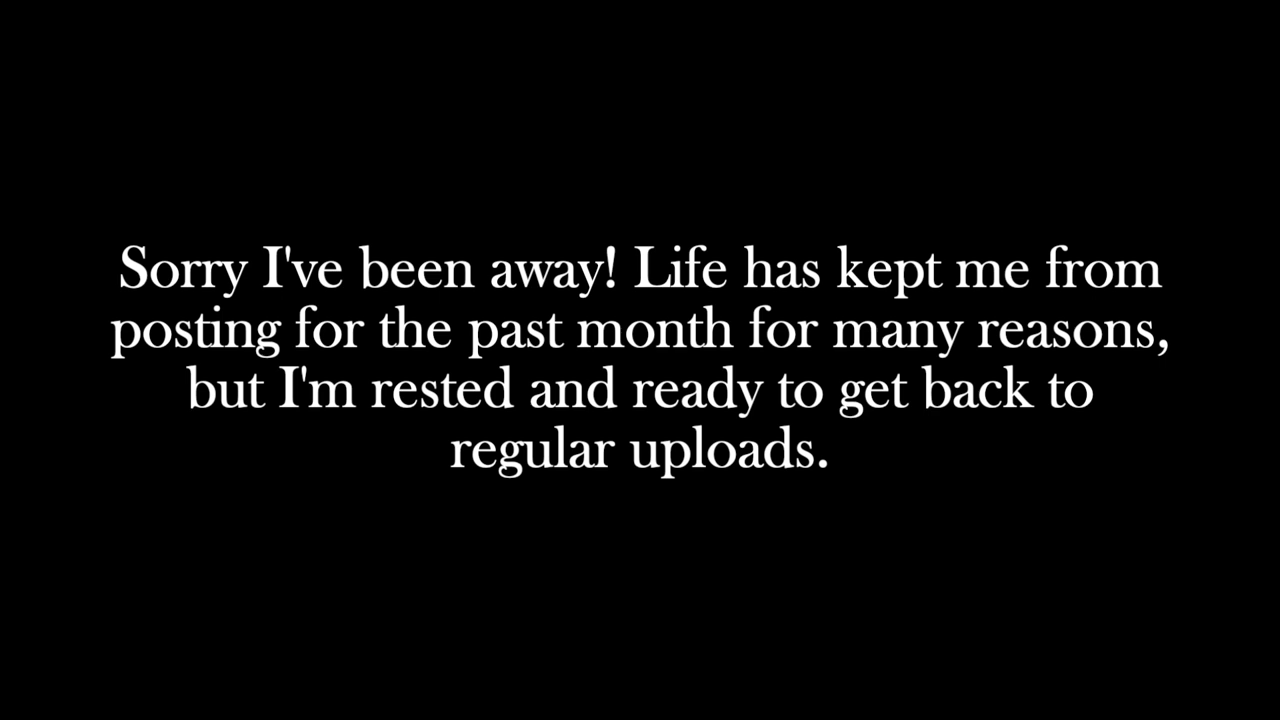 Sorry I've been away! Life has kept me from
posting for the past month for many reasons,
but I'm rested and ready to get back to
regular uploads.